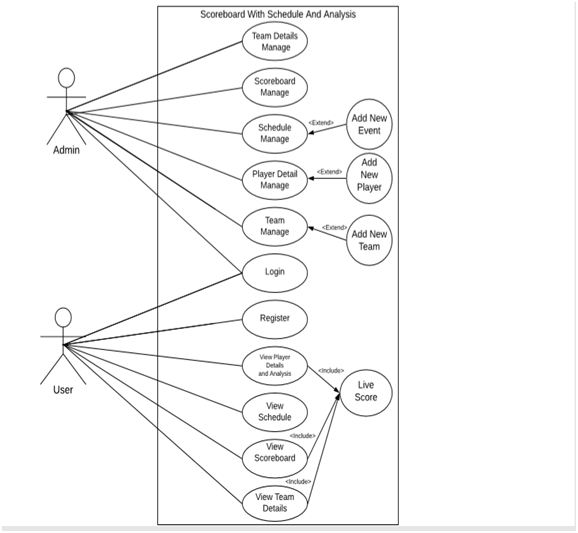 Scoreboard With Schedule And Analysis
Team Details
Manage
Scoreboard
Manage
Schedule
Manage
<Extend>
Add New
Event
Admin
Player Detail
Manage
<Extend>
Add
New
Player
Team
Manage
<Extend>
Add New
Team
Login
Register
User
View Player
Details
and Analysis
<Include>
Live
Score
View
Schedule
<Include>
View
Scoreboard
<Include>
View Team
Details